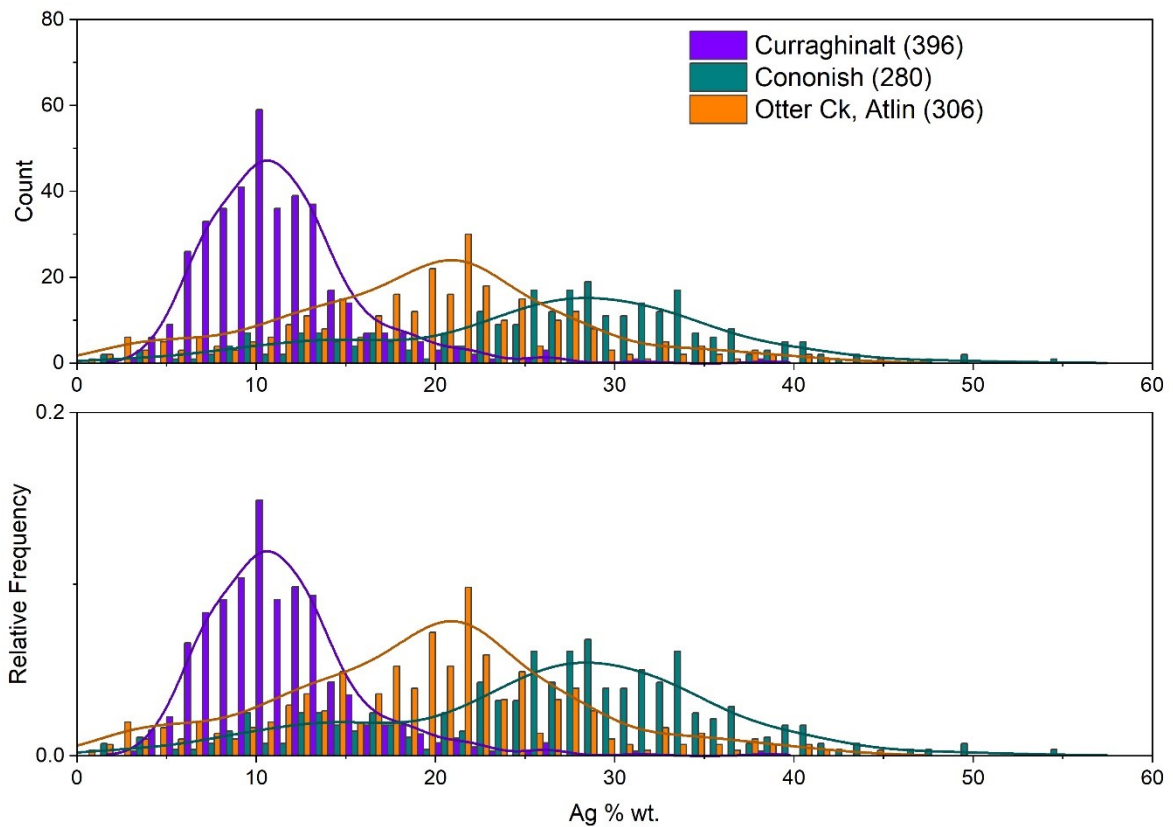 80
60
40
20
0
Count
Curraghinalt (396)
Cononish (280)
Otter Ck, Atlin (306)
0 10 20 30 40 50 60
0.2
0.0
Relative Frequency
0 10 20 30 40 50 60
Ag % wt.